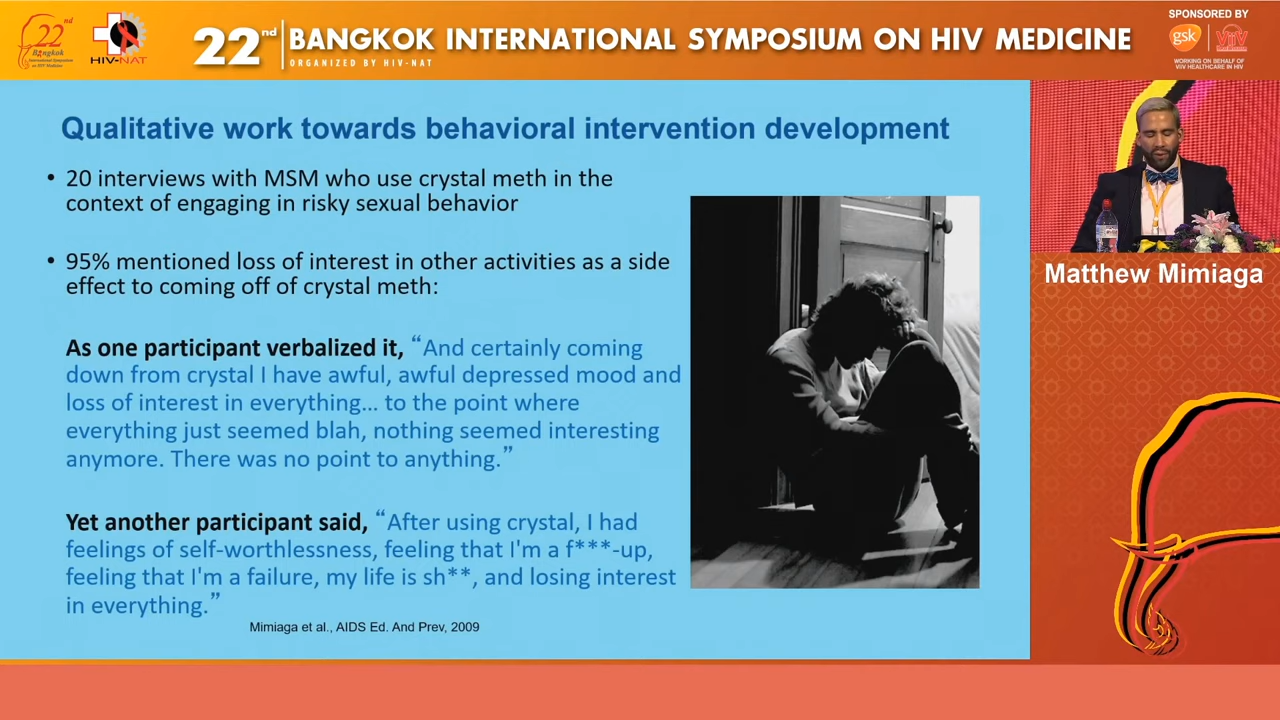 22nd
Bangkok
International Symposium
on HIV Medicine
HIV-NAT
22nd BANGKOK INTERNATIONAL SYMPOSIUM ON HIV MEDICINE
ORGANIZED BY HIV-NAT
SPONSORED BY
gsk
ViiV
WORKING ON BEHALF OF
VIIV HEALTHCARE IN HIV
Qualitative work towards behavioral intervention development
• 20 interviews with MSM who use crystal meth in the
context of engaging in risky sexual behavior
• 95% mentioned loss of interest in other activities as a side
effect to coming off of crystal meth:
As one participant verbalized it, “And certainly coming
down from crystal I have awful, awful depressed mood and
loss of interest in everything… to the point where
everything just seemed blah, nothing seemed interesting
anymore. There was no point to anything.”
Yet another participant said, “After using crystal, I had
feelings of self-worthlessness, feeling that I'm a f***-up,
feeling that I'm a failure, my life is sh**, and losing interest
in everything.”
Mimiaga et al., AIDS Ed. And Prev, 2009
Matthew Mimiaga